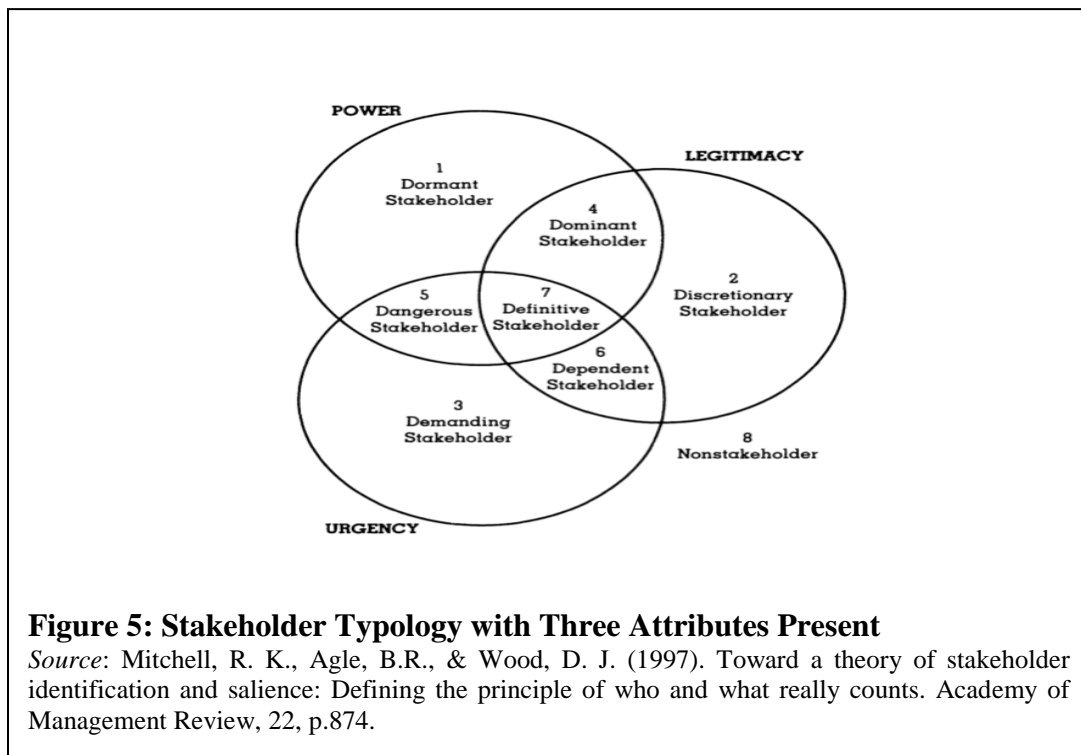 POWER
LEGITIMACY
1
Dormant
Stakeholder
4
Dominant
Stakeholder
2
Discretionary
Stakeholder
5
Dangerous
Stakeholder
7
Definitive
Stakeholder
6
Dependent
Stakeholder
3
Demanding
Stakeholder
8
Nonstakeholder
URGENCY
Figure 5: Stakeholder Typology with Three Attributes Present
Source: Mitchell, R. K., Agle, B.R., & Wood, D. J. (1997). Toward a theory of stakeholder
identification and salience: Defining the principle of who and what really counts. Academy of
Management Review, 22, p.874.